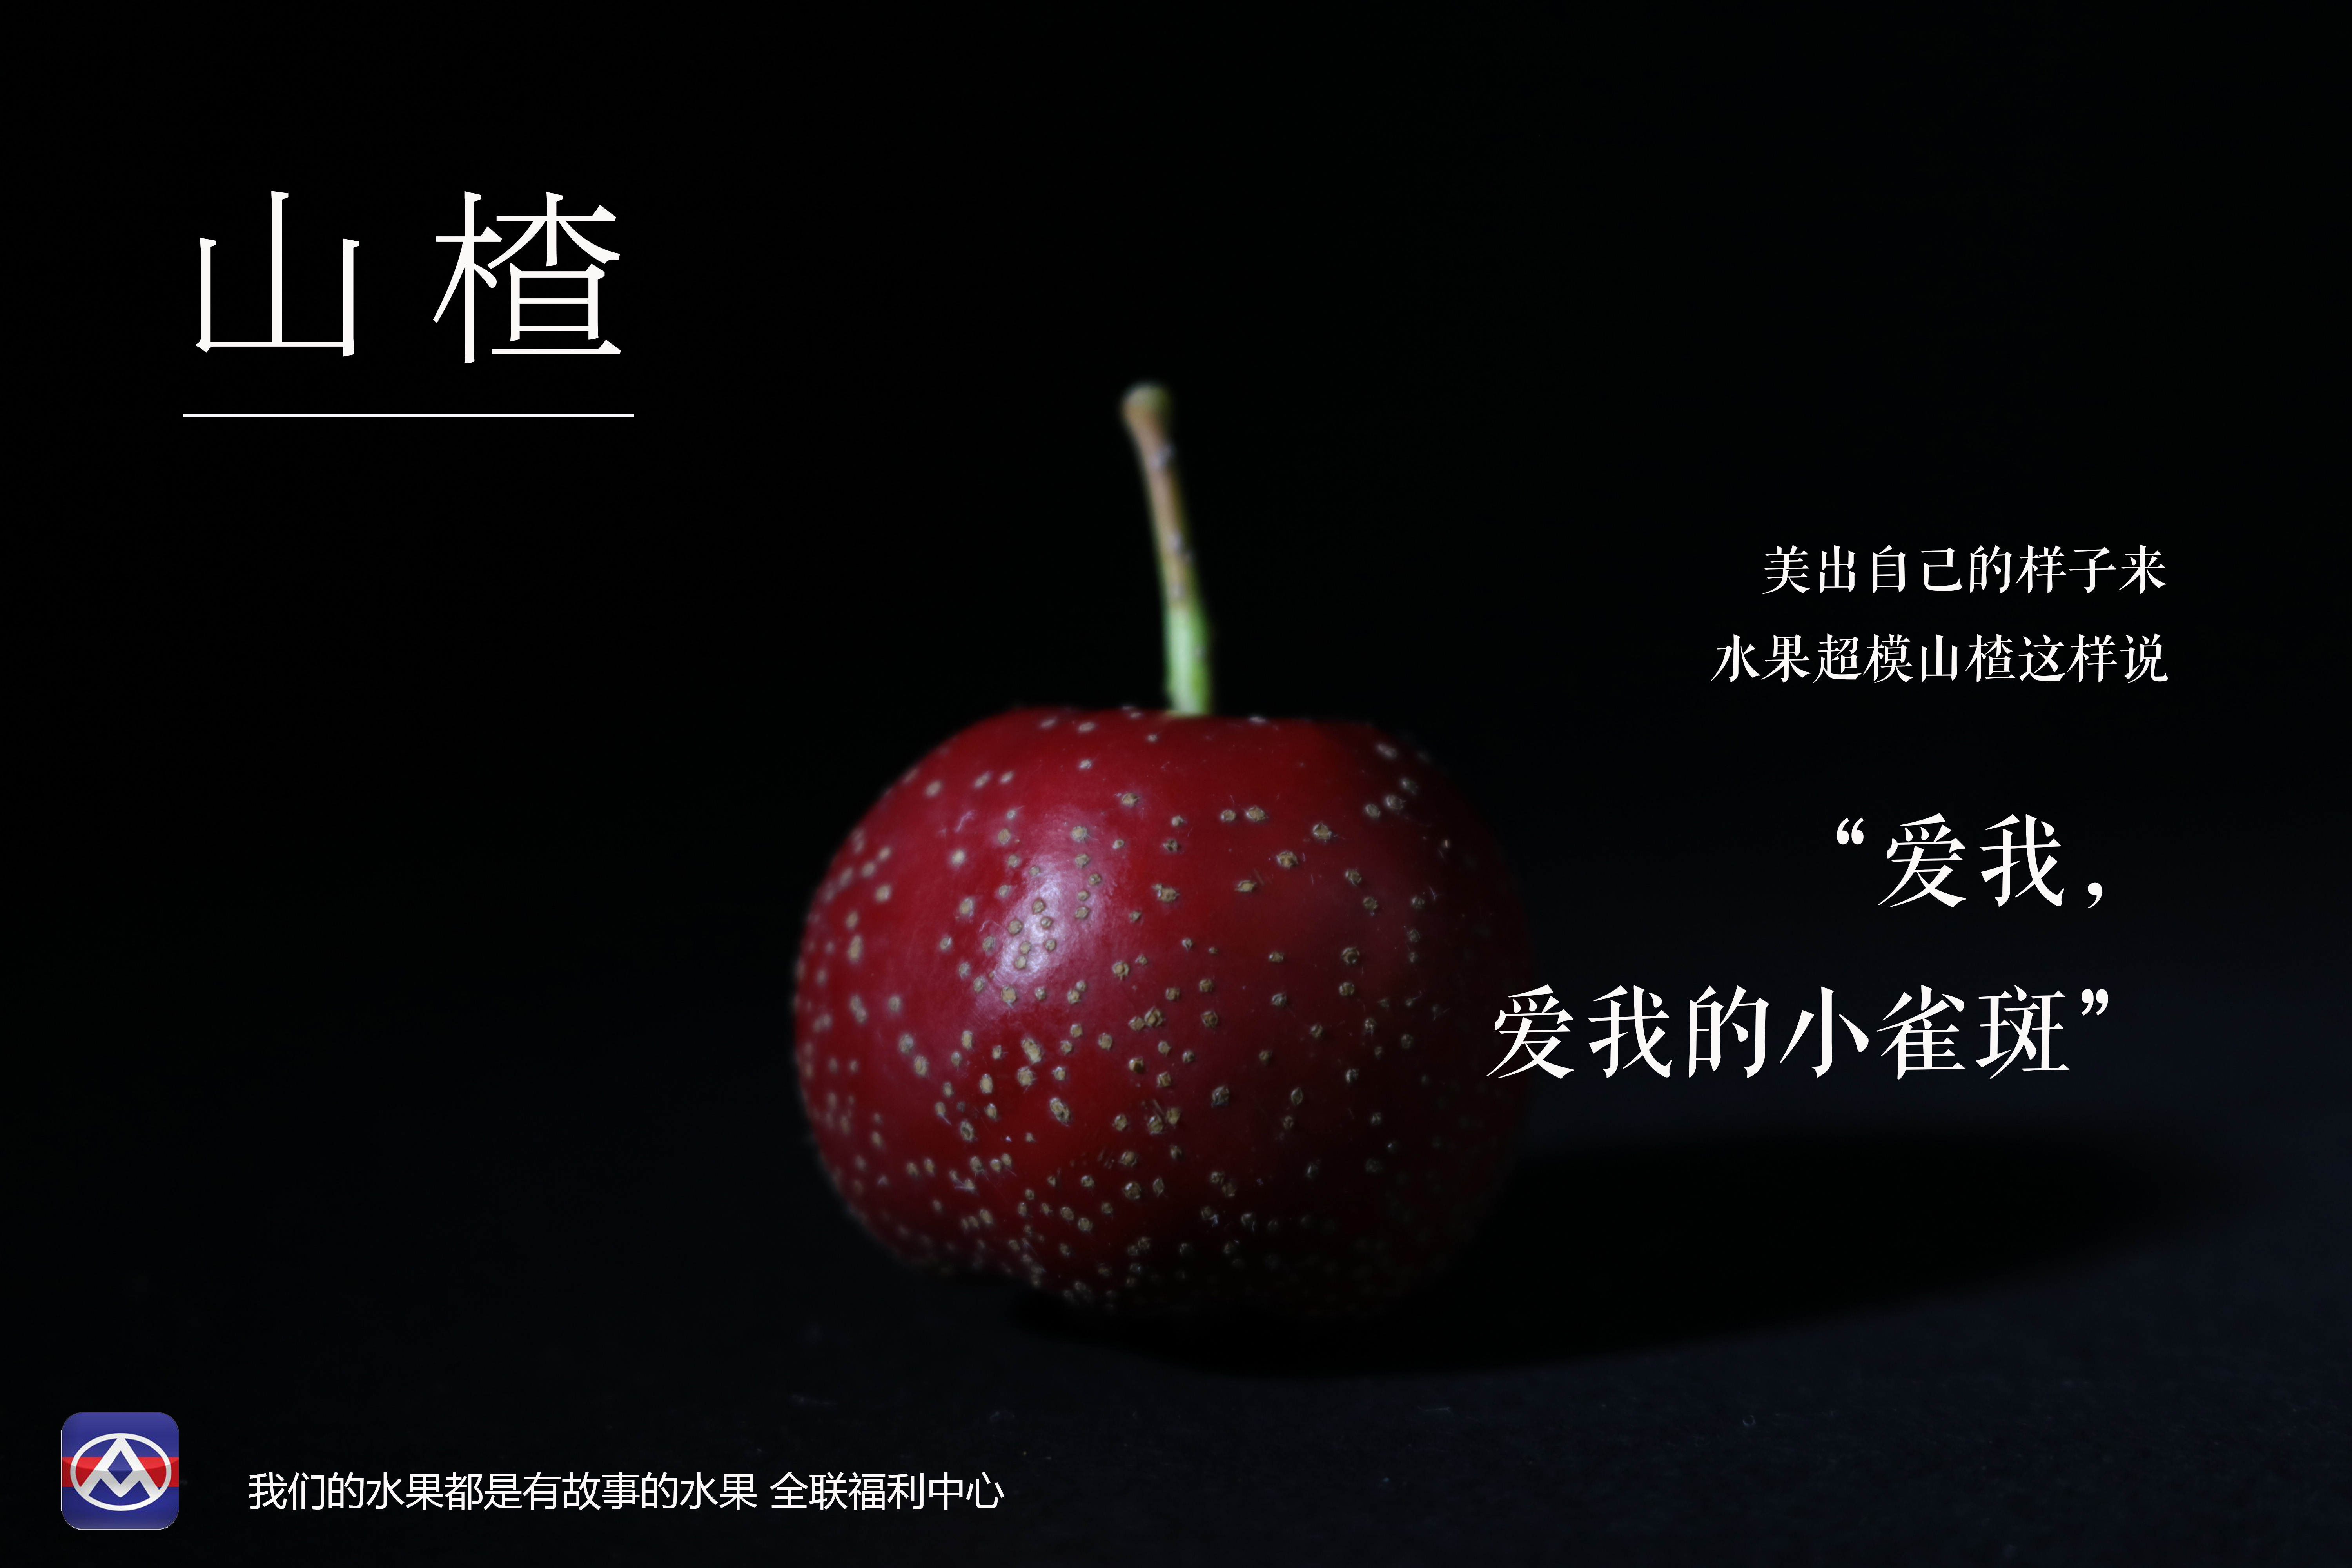 山楂
美出自己的样子来
水果超模山楂这样说
“爱我，
爱我的小雀斑”
我们的水果都是有故事的水果 全联福利中心